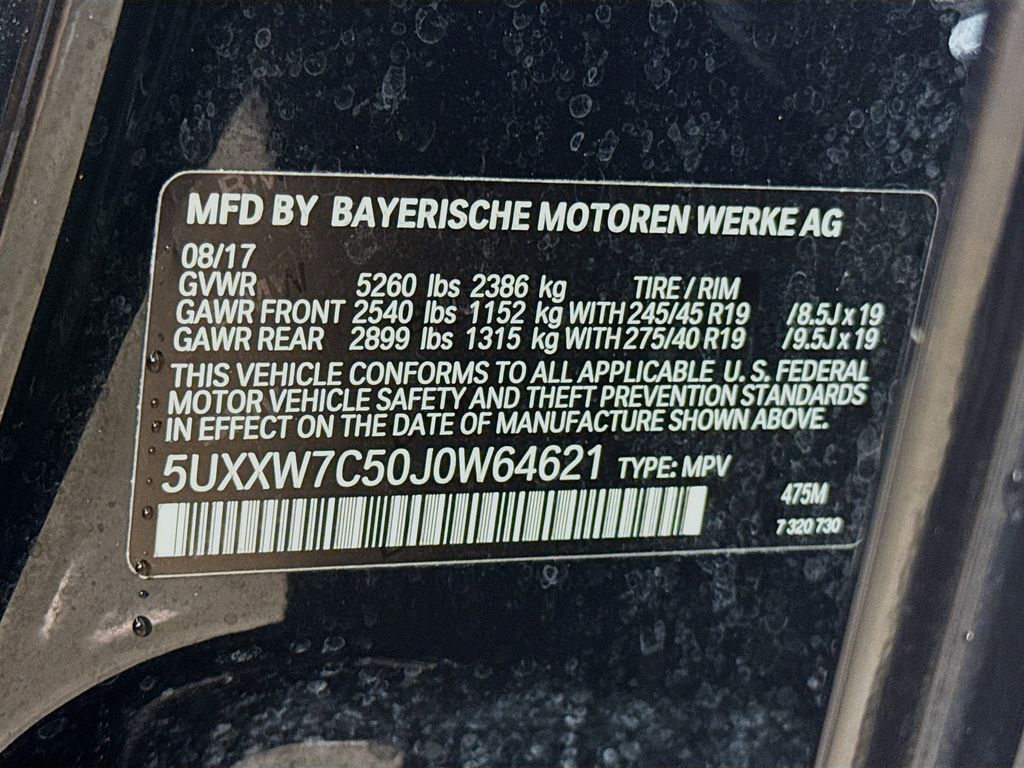 MFD BY BAYERISCHE MOTOREN WERKE AG
08/17
GVWR 5260 lbs 2386 kg TIRE / RIM
GAWR FRONT 2540 lbs 1152 kg WITH 245/45 R19 /8.5J x 19
GAWR REAR 2899 lbs 1315 kg WITH 275/40 R19 /9.5J x 19
THIS VEHICLE CONFORMS TO ALL APPLICABLE U. S. FEDERAL
MOTOR VEHICLE SAFETY AND THEFT PREVENTION STANDARDS
IN EFFECT ON THE DATE OF MANUFACTURE SHOWN ABOVE.
5UXXW7C50J0W64621 TYPE: MPV
475M
7 320 730